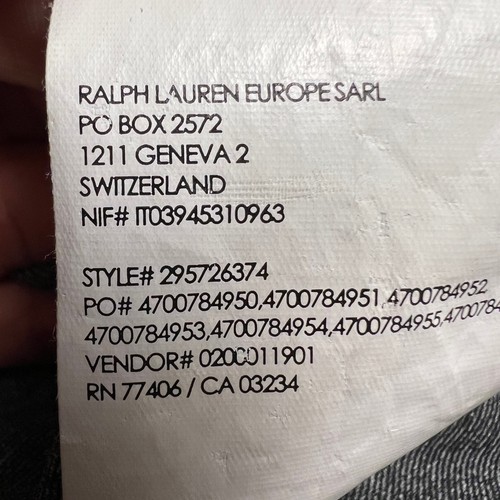 RALPH LAUREN EUROPE SARL
PO BOX 2572
1211 GENEVA 2
SWITZERLAND
NIF# IT03945310963
STYLE# 295726374
PO# 4700784950,4700784951,4700784952
4700784953,4700784954,4700784955,4700784
VENDOR# 0200011901
RN 77406 / CA 03234